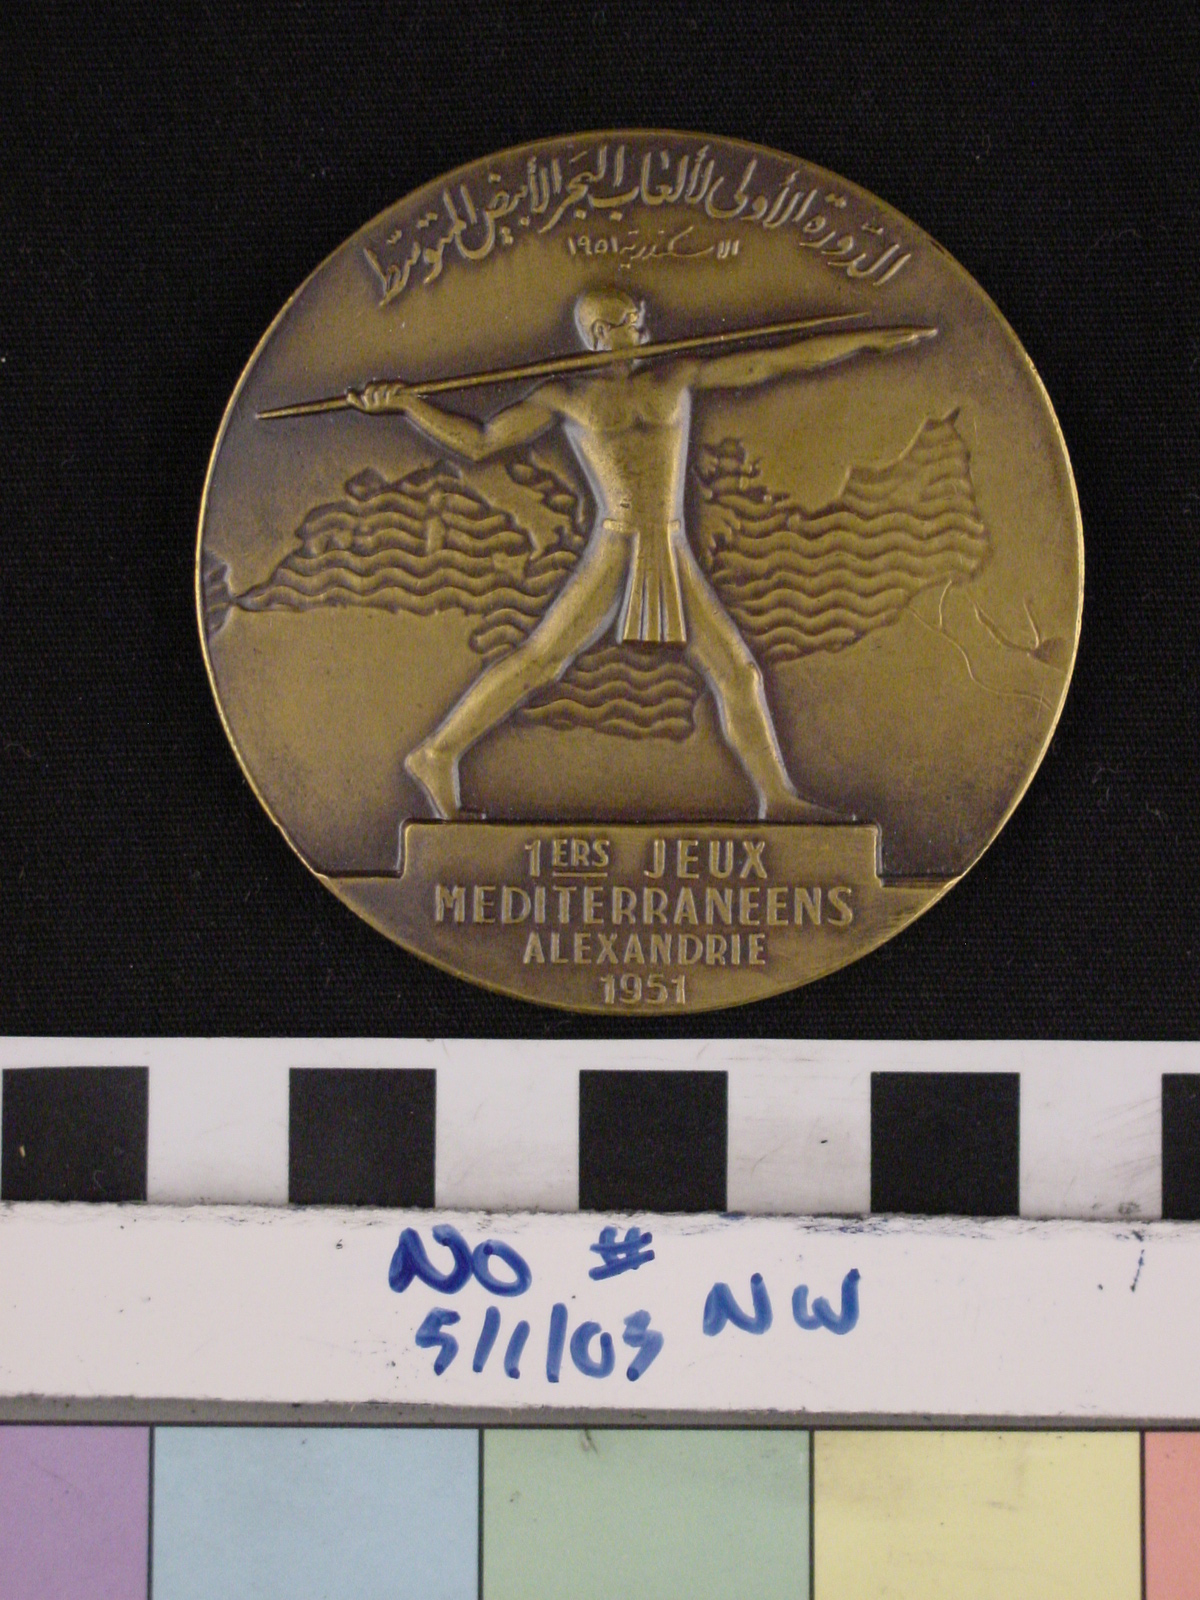 الدورة الأولى لألعاب البحر الأبيض المتوسط
الاسكندرية ١٩٥١
1ERS JEUX
MEDITERRANEENS
ALEXANDRIE
1951
NO #
5/1/03 NW